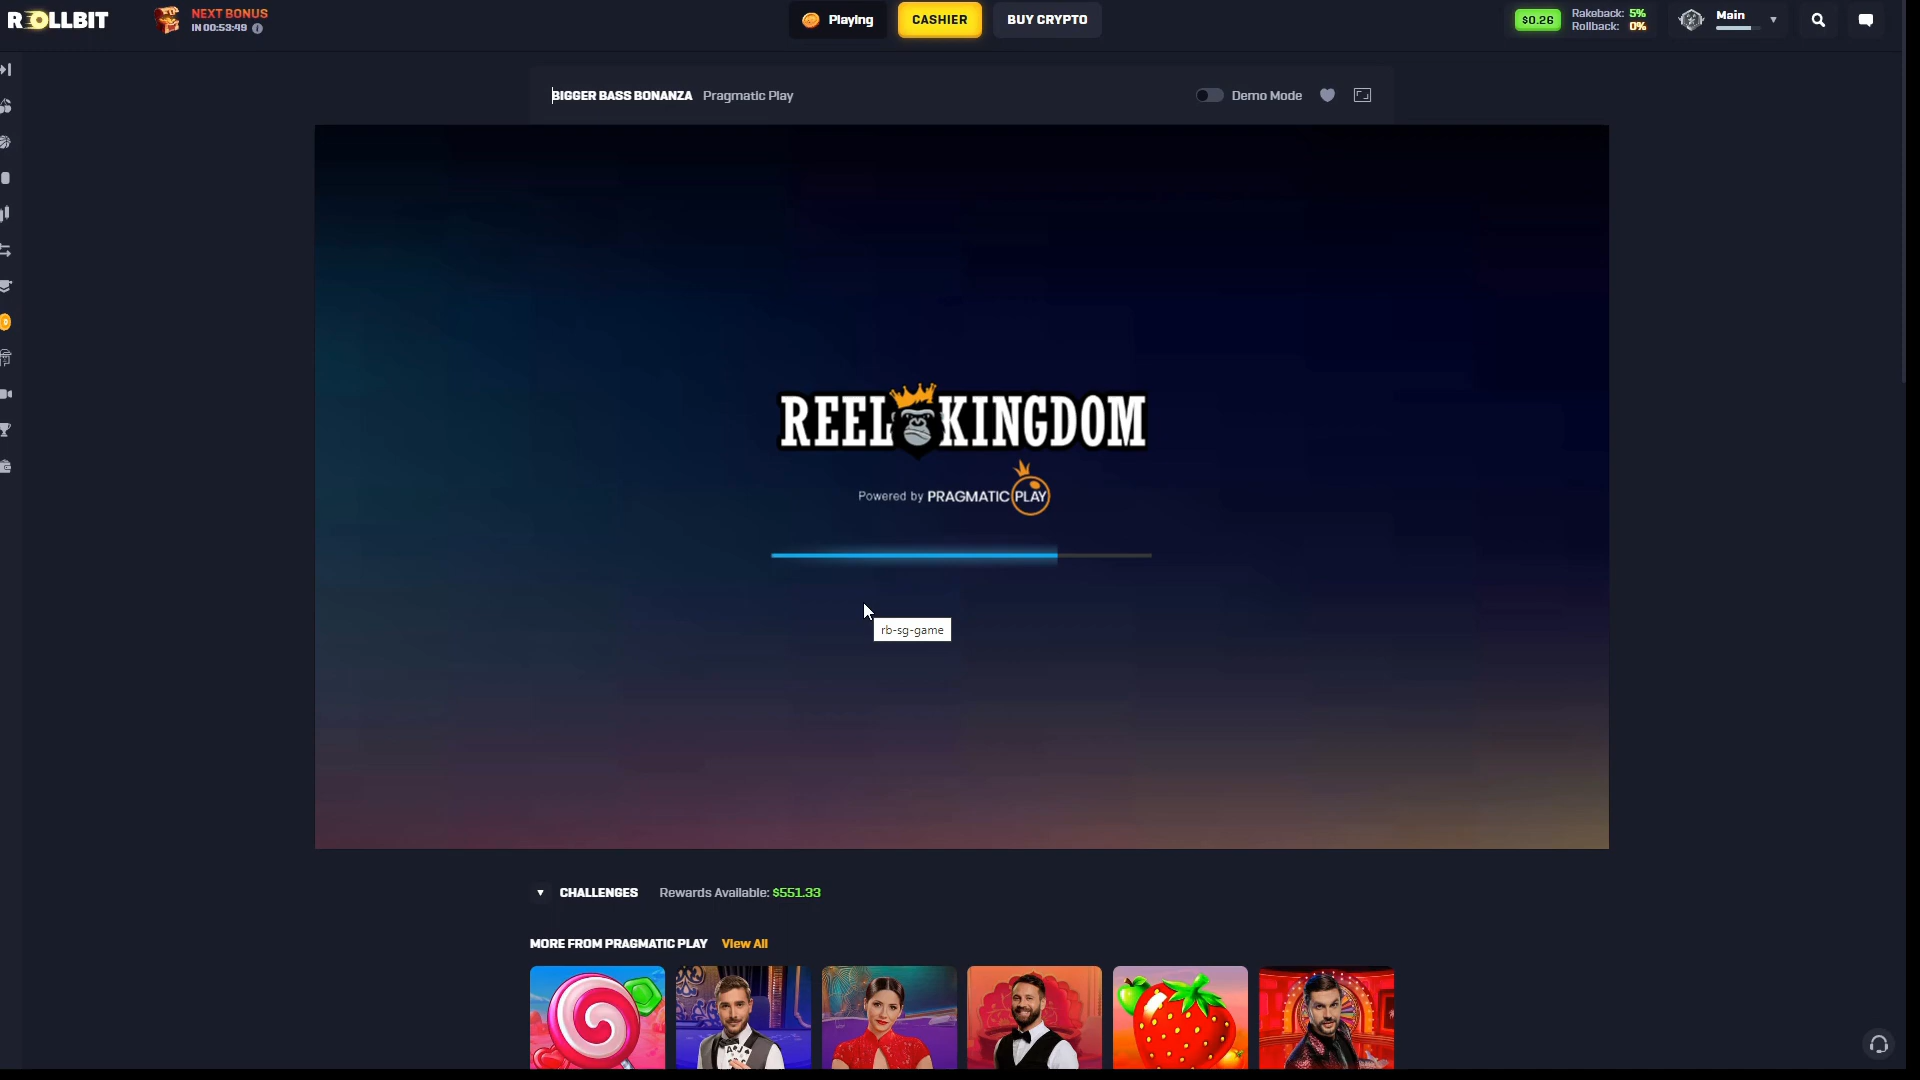 ROLLBIT
NEXT BONUS
IN 00:53:49
Playing
CASHIER
BUY CRYPTO
$0.26
Rakeback: 5%
Rollback: 0%
Main
BIGGER BASS BONANZA Pragmatic Play
Demo Mode
REEL KINGDOM
Powered by PRAGMATIC PLAY
rb-sg-game
CHALLENGES Rewards Available: $551.33
MORE FROM PRAGMATIC PLAY View All